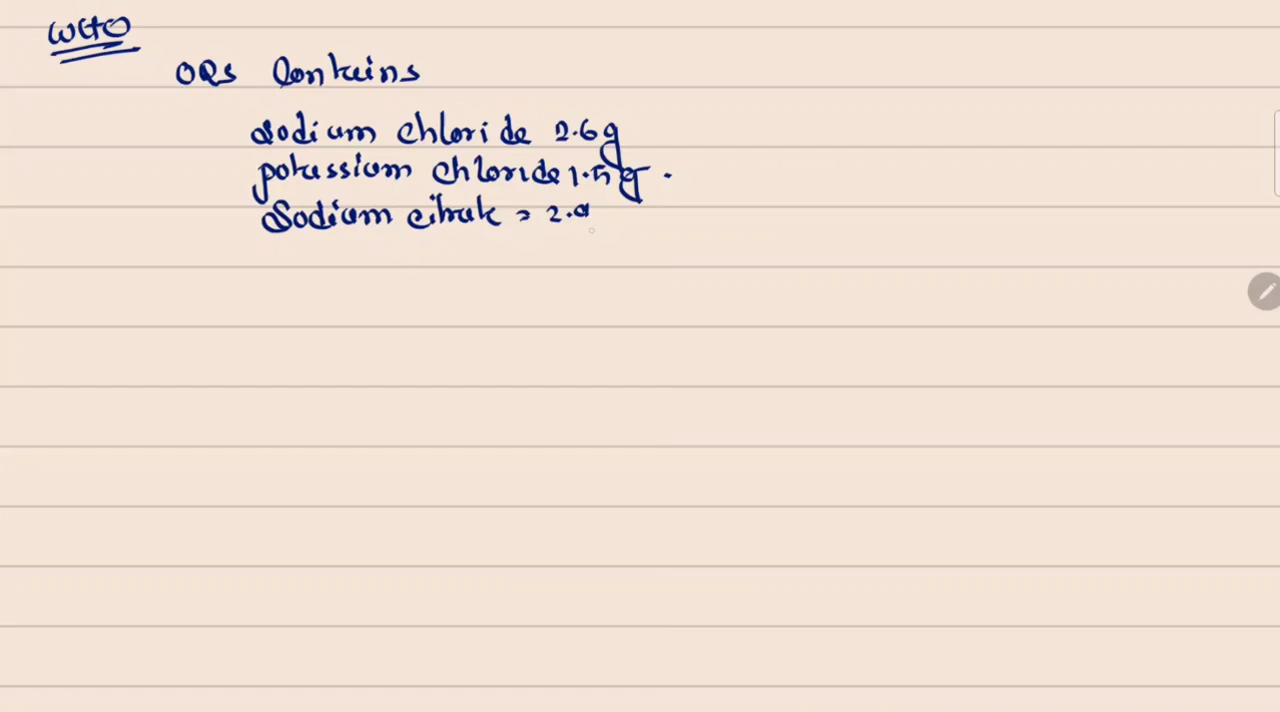 WHO
ORS Contains
Sodium chloride 2.6g
potassium chloride 1.5g.
Sodium citrate = 2.9